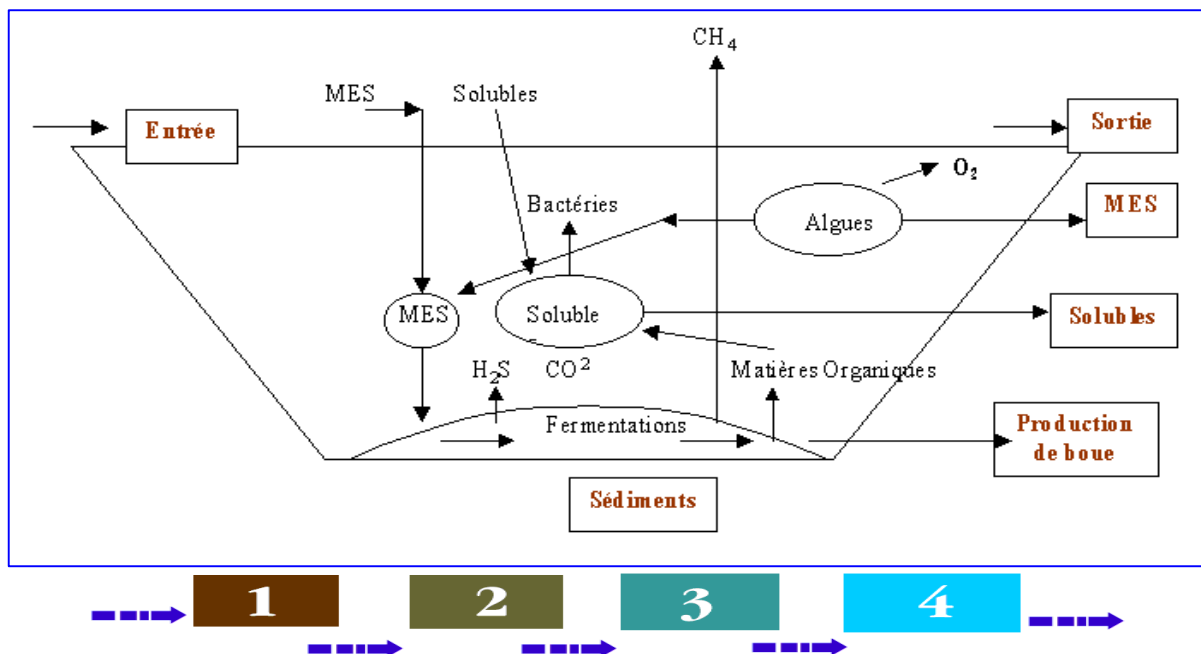 CH₄
MES
Solubles
Entrée
Sortie
O₂
Bactéries
Algues
MES
MES
Soluble
Solubles
H₂S
CO²
Matières Organiques
Fermentations
Production
de boue
Sédiments
1
2
3
4